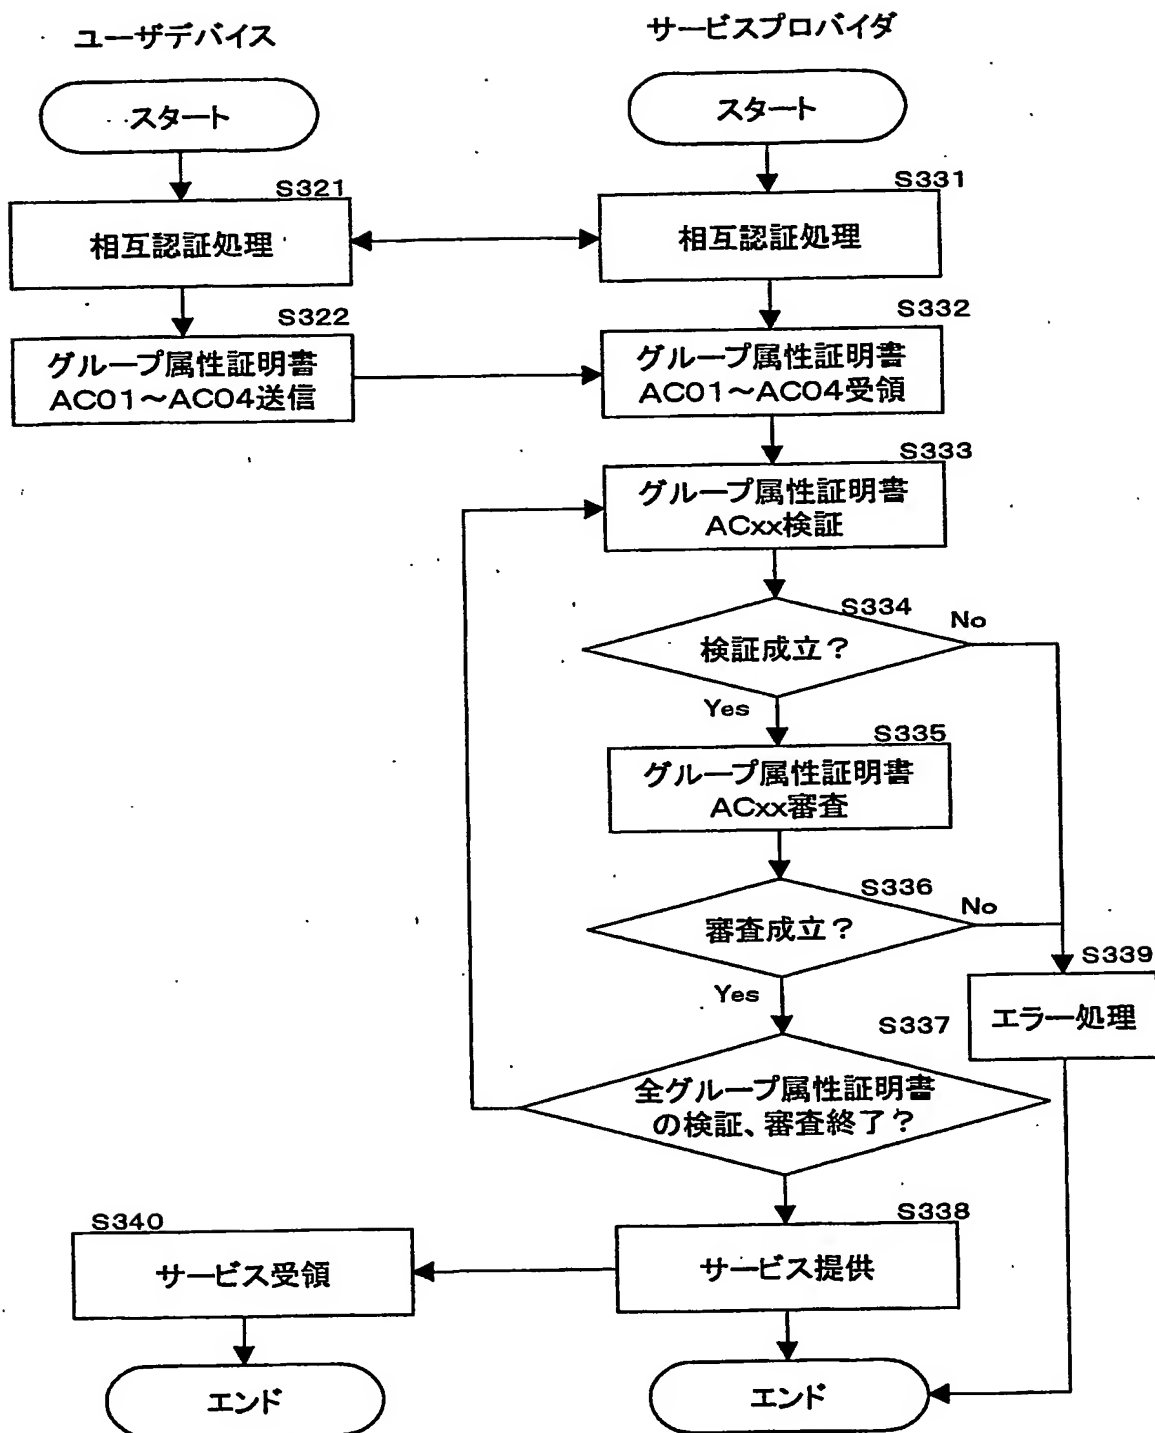 ユーザデバイス
サービスプロバイダ
スタート
スタート
S321
相互認証処理
S331
相互認証処理
S322
グループ属性証明書
AC01～AC04送信
S332
グループ属性証明書
AC01～AC04受領
S333
グループ属性証明書
ACxx検証
S334
検証成立？
No
Yes
S335
グループ属性証明書
ACxx審査
S336
審査成立？
No
Yes
S339
エラー処理
S337
全グループ属性証明書
の検証、審査終了？
S340
サービス受領
S338
サービス提供
エンド
エンド